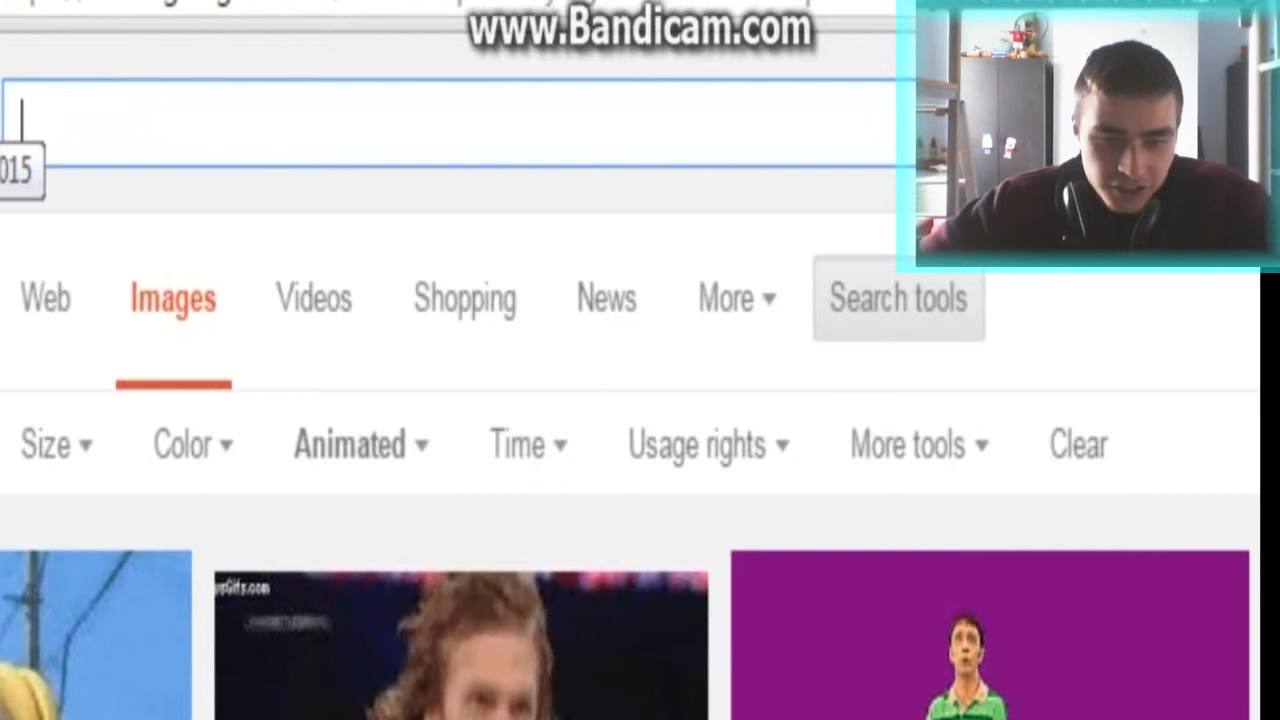 www.Bandicam.com
015
Web Images Videos Shopping News More Search tools
Size Color Animated Time Usage rights More tools Clear